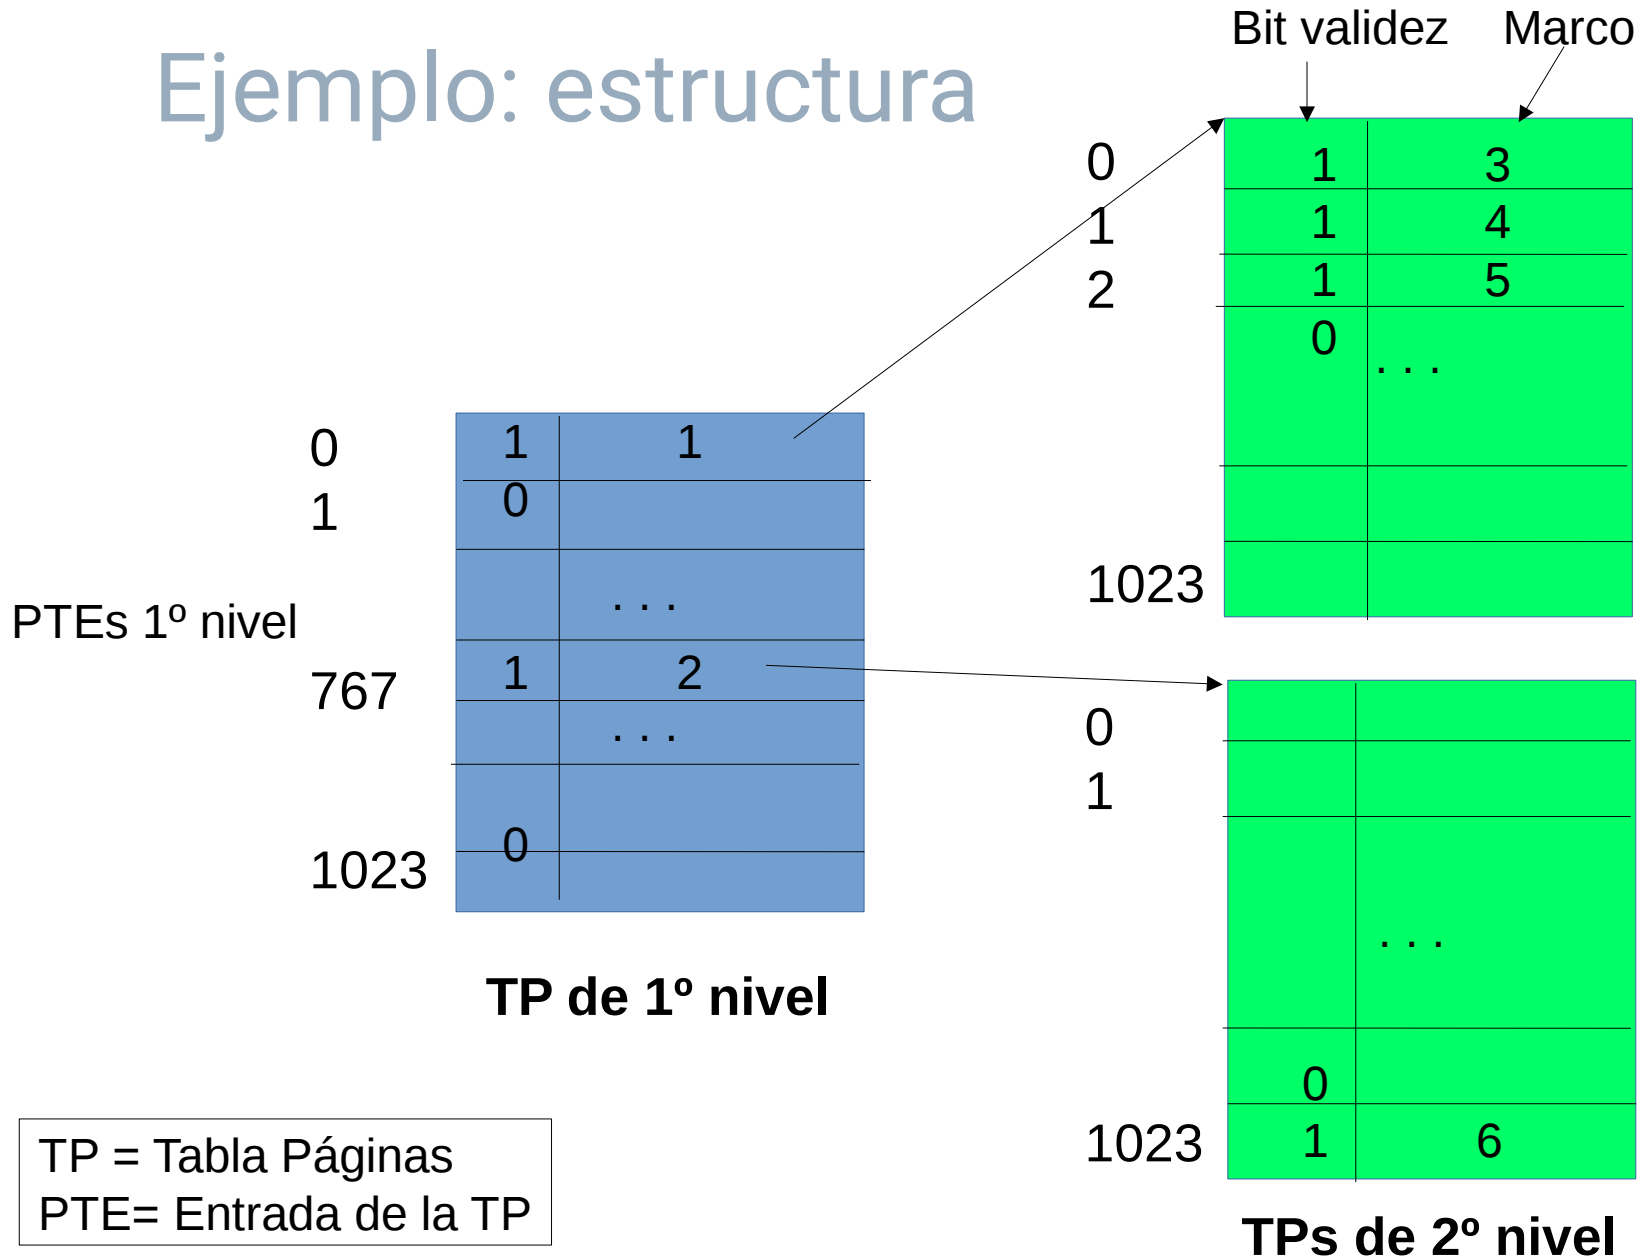 Ejemplo: estructura
Bit validez Marco
0 1 3
1 1 4
2 1 5
0
. . .
1023
0 1 1
1 0
. . .
PTEs 1º nivel
767 1 2
. . .
1023 0
TP de 1º nivel
0
1
. . .
0
1023 1 6
TPs de 2º nivel
TP = Tabla Páginas
PTE= Entrada de la TP